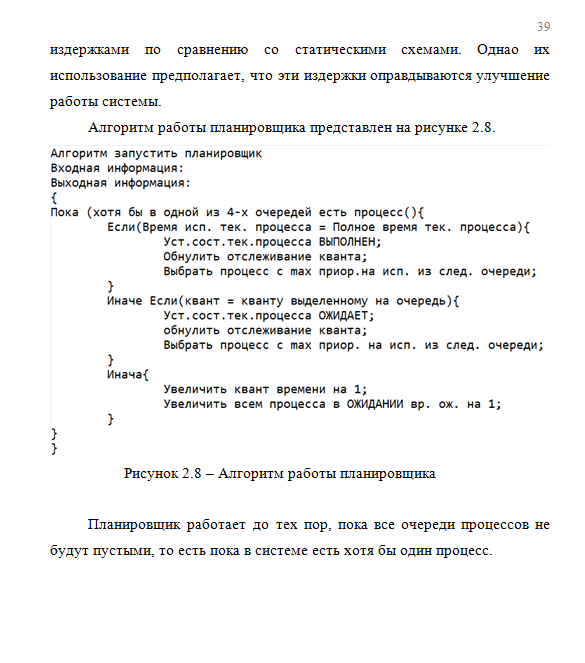 39
издержками по сравнению со статическими схемами. Однао их
использование предполагает, что эти издержки оправдываются улучшение
работы системы.
Алгоритм работы планировщика представлен на рисунке 2.8.
Алгоритм запустить планировщик
Входная информация:
Выходная информация:
{
Пока (хотя бы в одной из 4-х очередей есть процесс(){
Если(Время исп. тек. процесса = Полное время тек. процесса){
Уст.сост.тек.процесса ВЫПОЛНЕН;
Обнулить отслеживание кванта;
Выбрать процесс с max приор.на исп. из след. очереди;
}
Иначе Если(квант = кванту выделенному на очередь){
Уст.сост.тек.процесса ОЖИДАЕТ;
обнулить отслеживание кванта;
Выбрать процесс с max приор. на исп. из след. очереди;
}
Инача{
Увеличить квант времени на 1;
Увеличить всем процесса в ОЖИДАНИИ вр. ож. на 1;
}
}
}
Рисунок 2.8 – Алгоритм работы планировщика
Планировщик работает до тех пор, пока все очереди процессов не
будут пустыми, то есть пока в системе есть хотя бы один процесс.